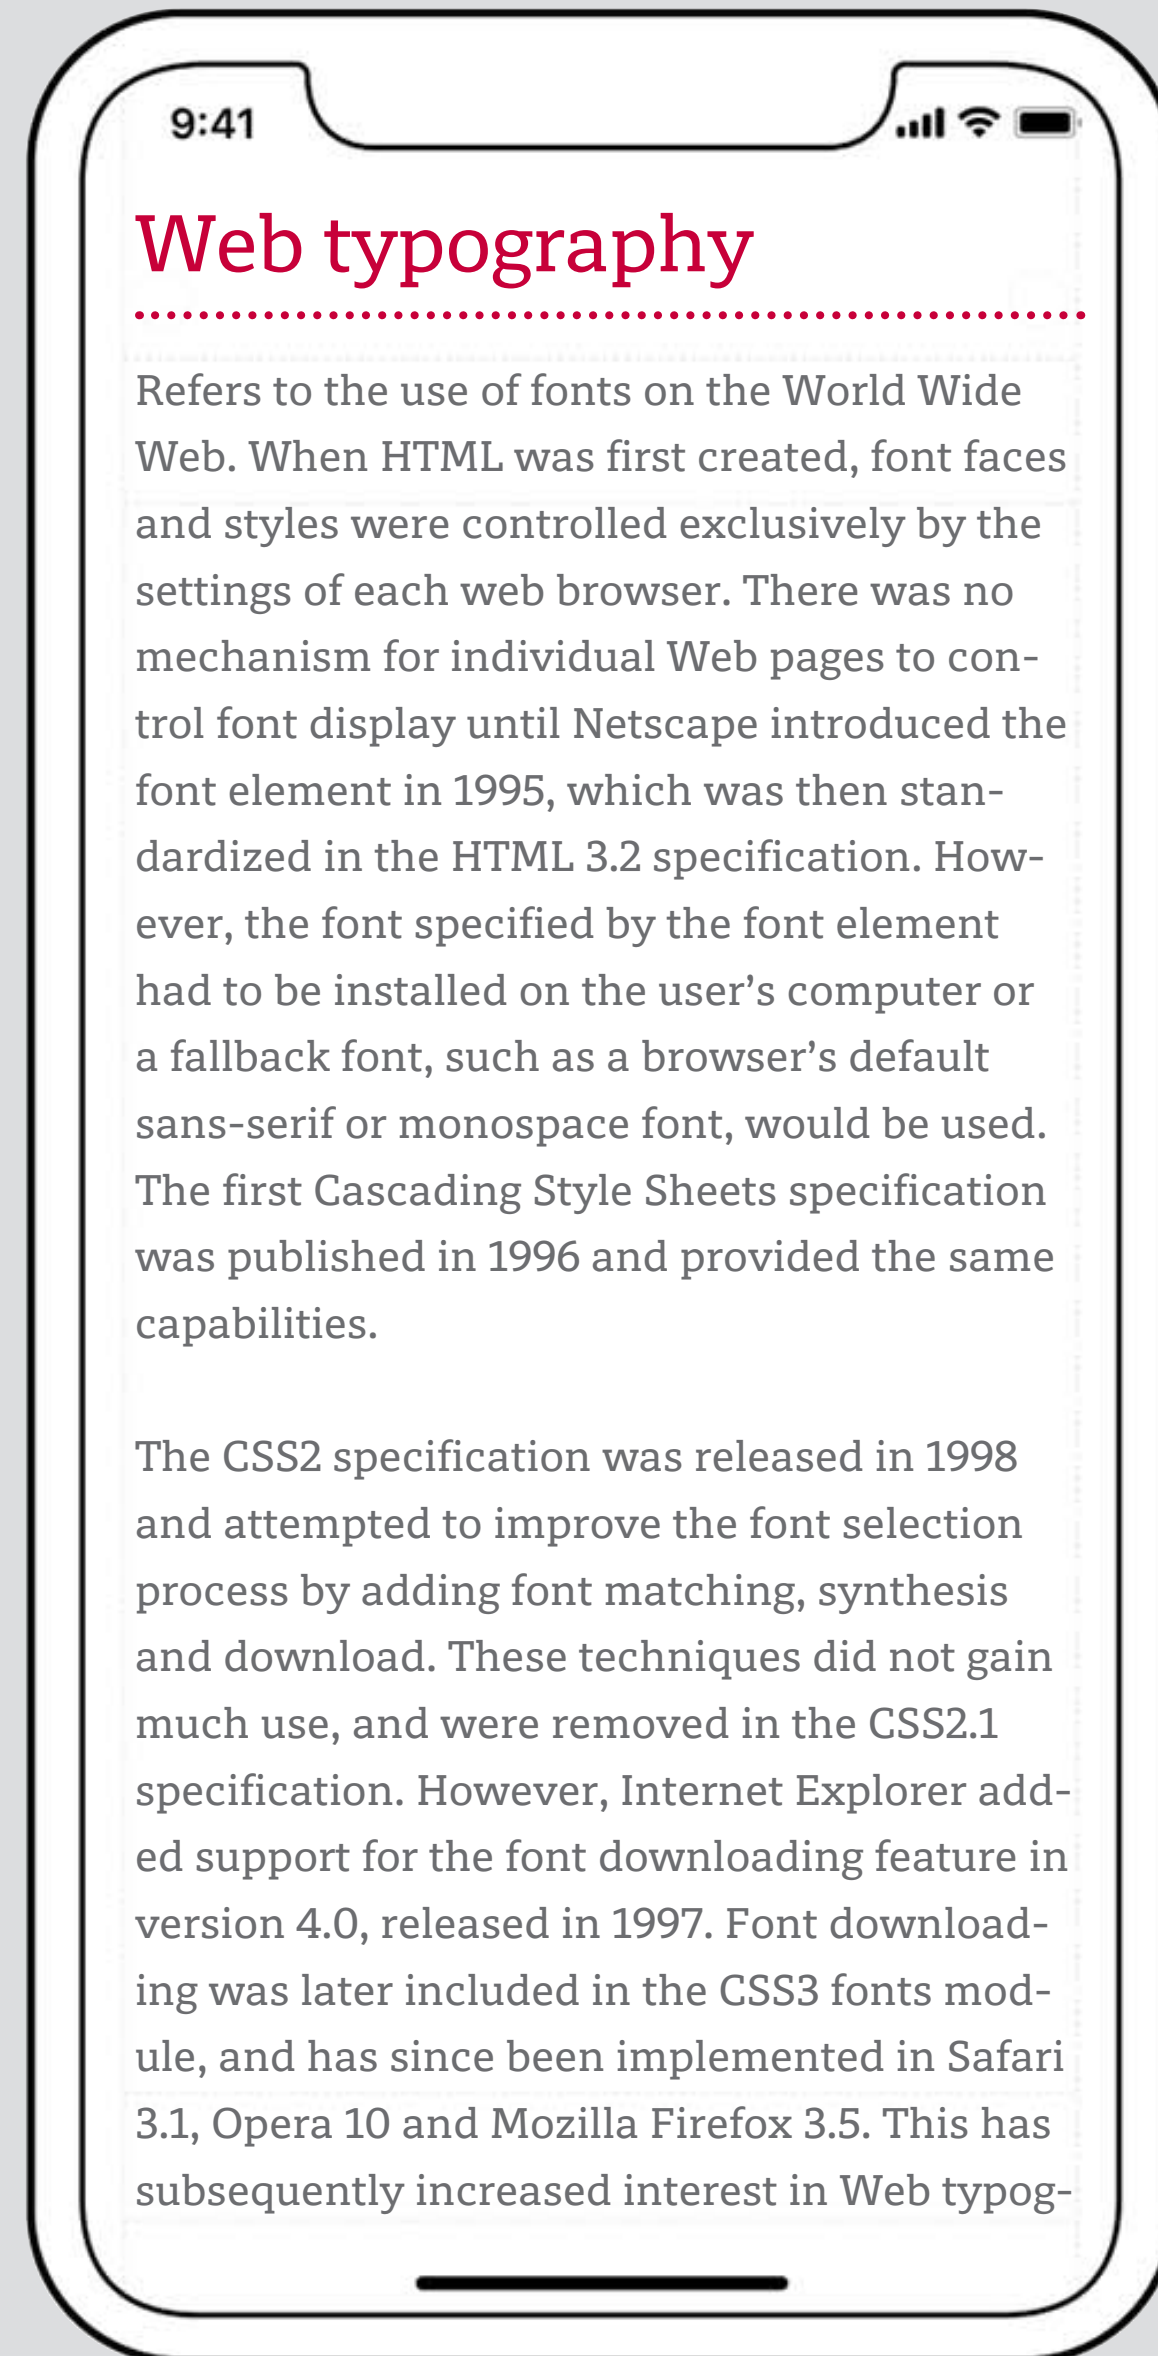 9:41
Web typography
Refers to the use of fonts on the World Wide
Web. When HTML was first created, font faces
and styles were controlled exclusively by the
settings of each web browser. There was no
mechanism for individual Web pages to con-
trol font display until Netscape introduced the
font element in 1995, which was then stan-
dardized in the HTML 3.2 specification. How-
ever, the font specified by the font element
had to be installed on the user’s computer or
a fallback font, such as a browser’s default
sans-serif or monospace font, would be used.
The first Cascading Style Sheets specification
was published in 1996 and provided the same
capabilities.
The CSS2 specification was released in 1998
and attempted to improve the font selection
process by adding font matching, synthesis
and download. These techniques did not gain
much use, and were removed in the CSS2.1
specification. However, Internet Explorer add-
ed support for the font downloading feature in
version 4.0, released in 1997. Font download-
ing was later included in the CSS3 fonts mod-
ule, and has since been implemented in Safari
3.1, Opera 10 and Mozilla Firefox 3.5. This has
subsequently increased interest in Web typog-